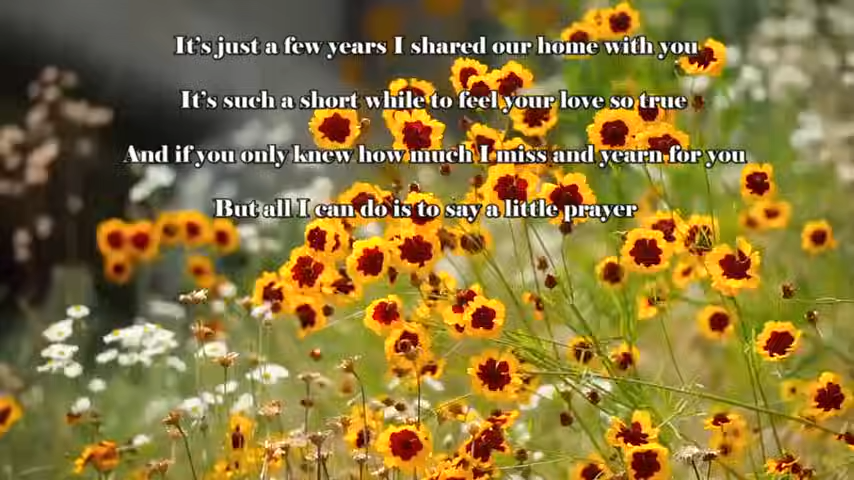 It's just a few years I shared our home with you
It's such a short while to feel your love so true
And if you only knew how much I miss and yearn for you
But all I can do is to say a little prayer